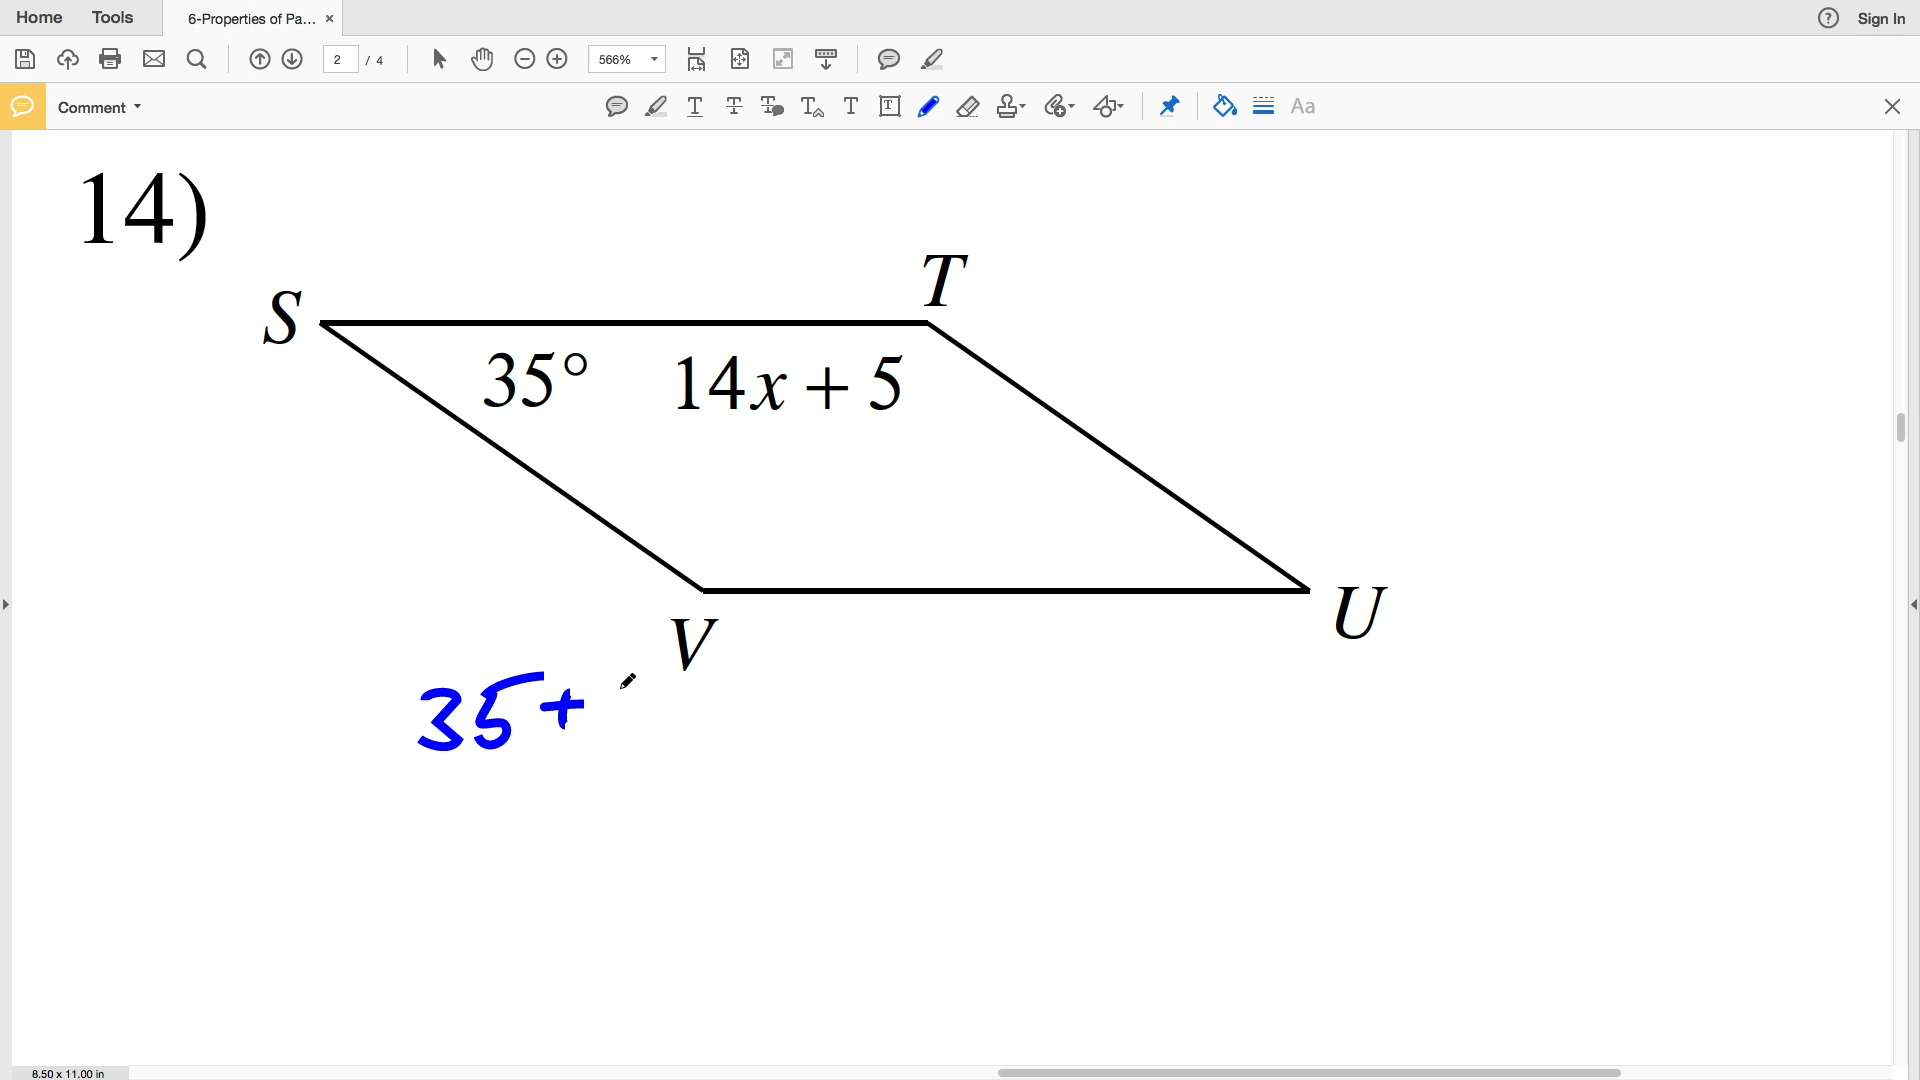 Home Tools 6-Properties of Pa... × Sign In
2 / 4 566%
Comment Aa
14)
S T
35° 14x + 5
V U
35+
8.50 x 11.00 in